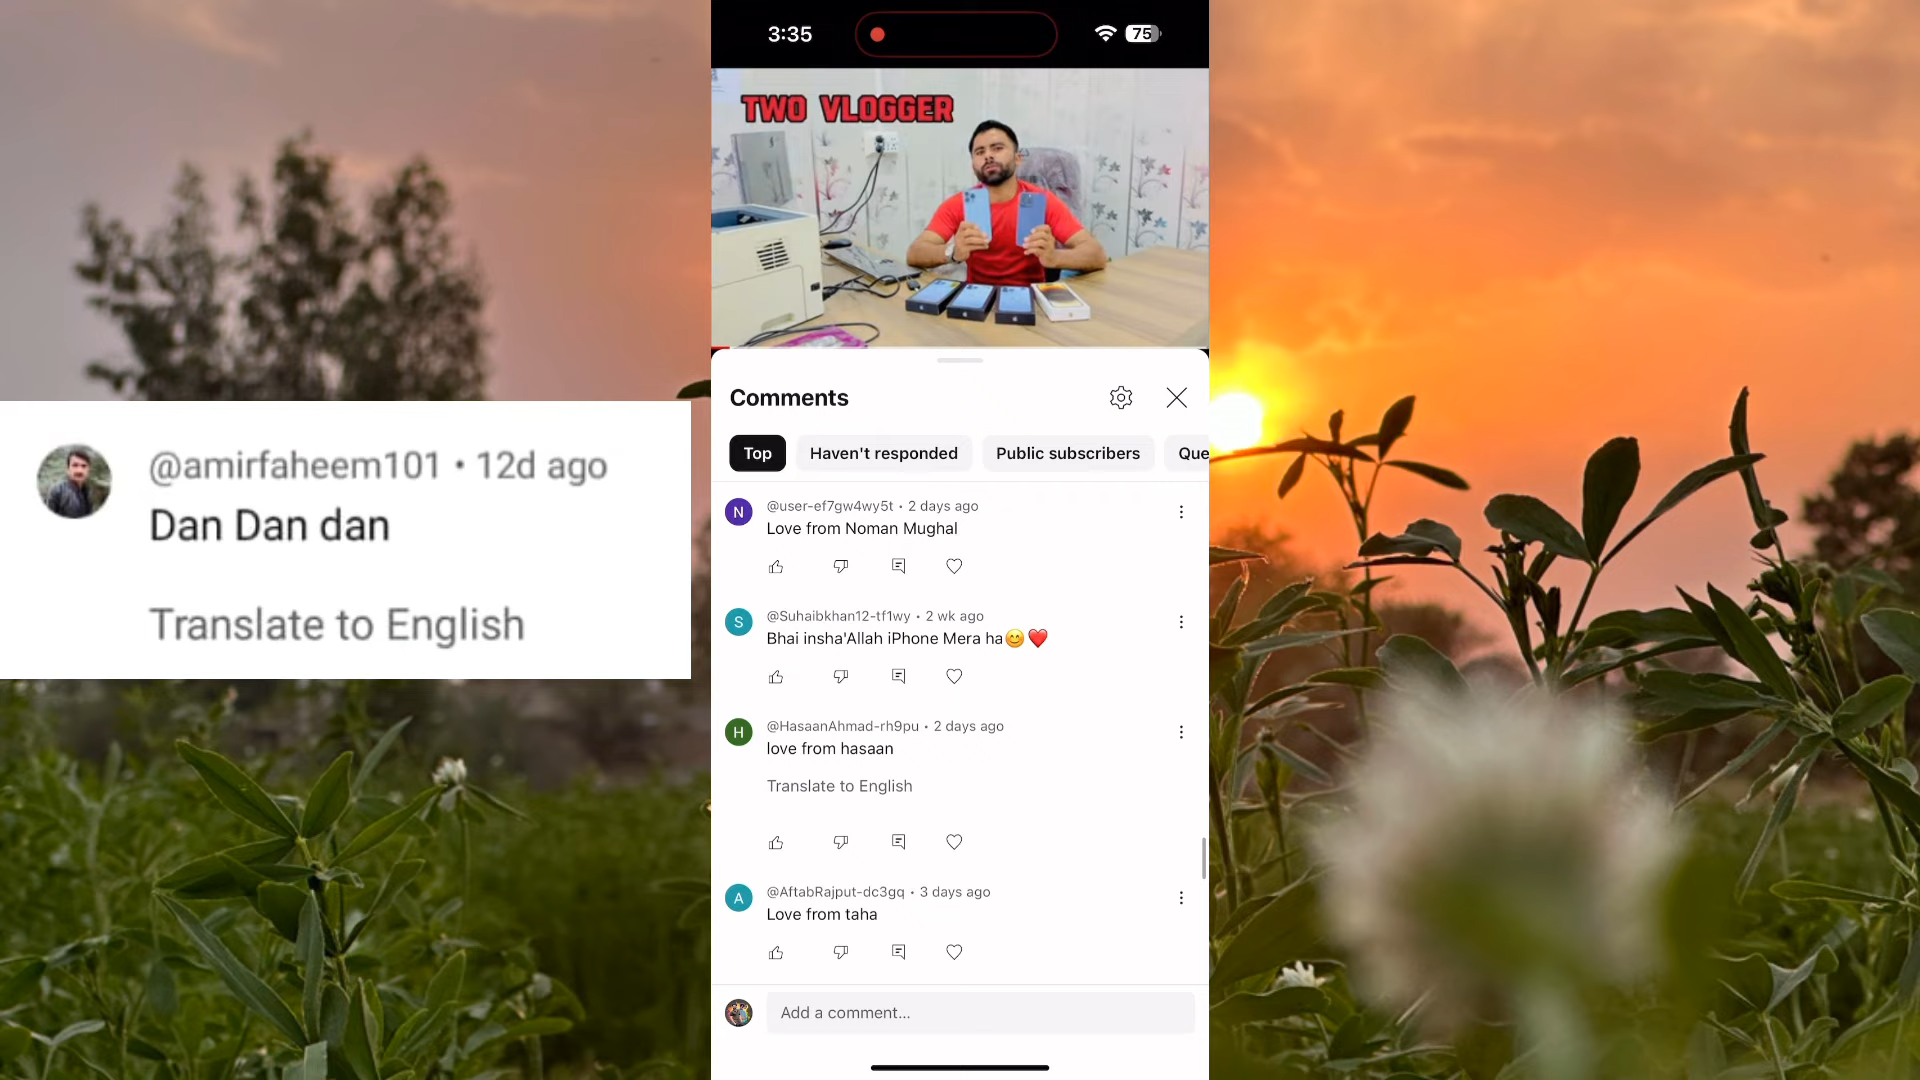 @amirfaheem101 • 12d ago
Dan Dan dan
Translate to English
3:35
75
TWO VLOGGER
Comments
Top
Haven't responded
Public subscribers
Que
N
@user-ef7gw4wy5t • 2 days ago
Love from Noman Mughal
S
@Suhaibkhan12-tf1wy • 2 wk ago
Bhai insha'Allah iPhone Mera ha😊❤️
H
@HasaanAhmad-rh9pu • 2 days ago
love from hasaan
Translate to English
A
@AftabRajput-dc3gq • 3 days ago
Love from taha
Add a comment...